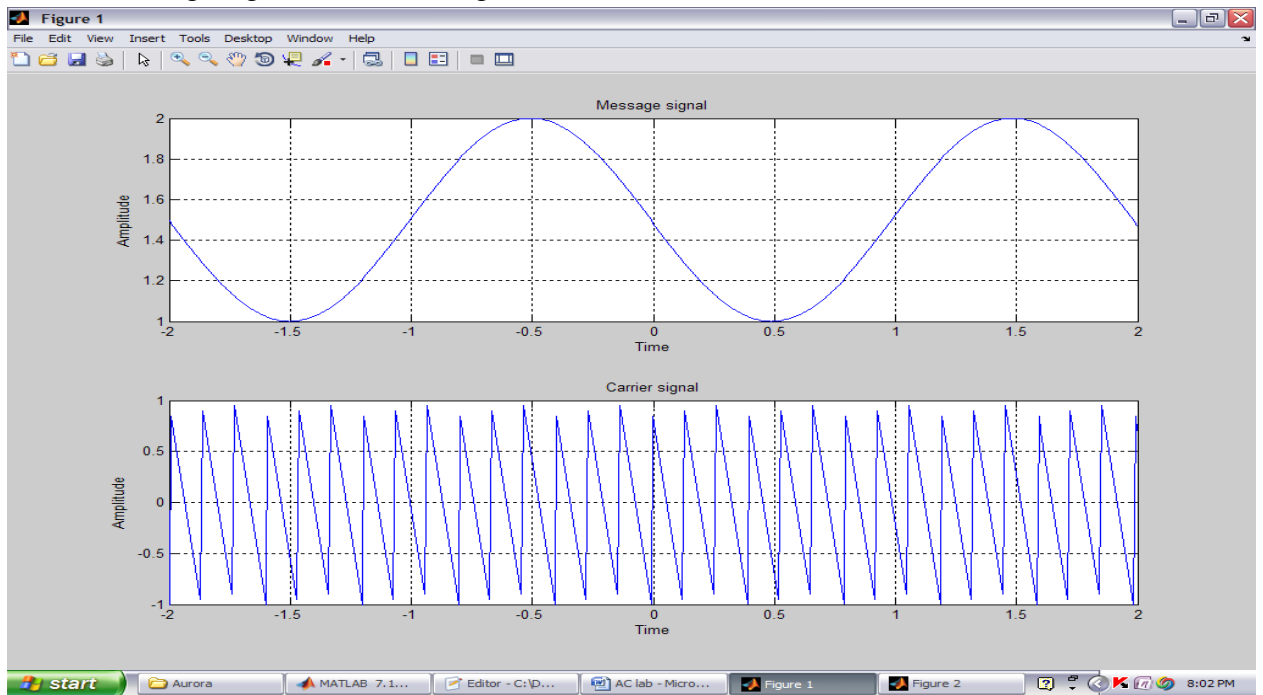 Figure 1
File Edit View Insert Tools Desktop Window Help
Message signal
2
1.8
1.6
1.4
1.2
1
Amplitude
-2 -1.5 -1 -0.5 0 0.5 1 1.5 2
Time
Carrier signal
1
0.5
0
-0.5
-1
Amplitude
-2 -1.5 -1 -0.5 0 0.5 1 1.5 2
Time
start Aurora MATLAB 7.1... Editor - C:\D... AC lab - Micro... Figure 1 Figure 2 8:02 PM